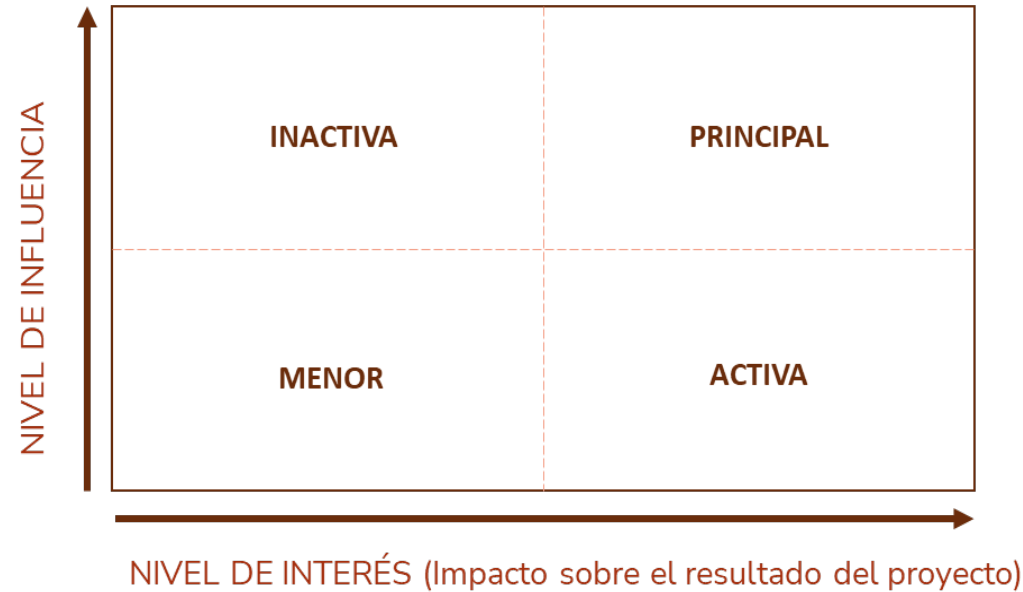 NIVEL DE INFLUENCIA
INACTIVA
PRINCIPAL
MENOR
ACTIVA
NIVEL DE INTERÉS (Impacto sobre el resultado del proyecto)